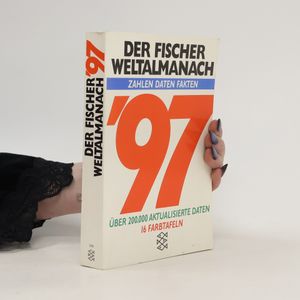 DER FISCHER
WELTALMANACH
ZAHLEN DATEN FAKTEN
'97
ÜBER 200.000 AKTUALISIERTE DATEN
16 FARBTAFELN
DER FISCHER
WELTALMANACH
'97